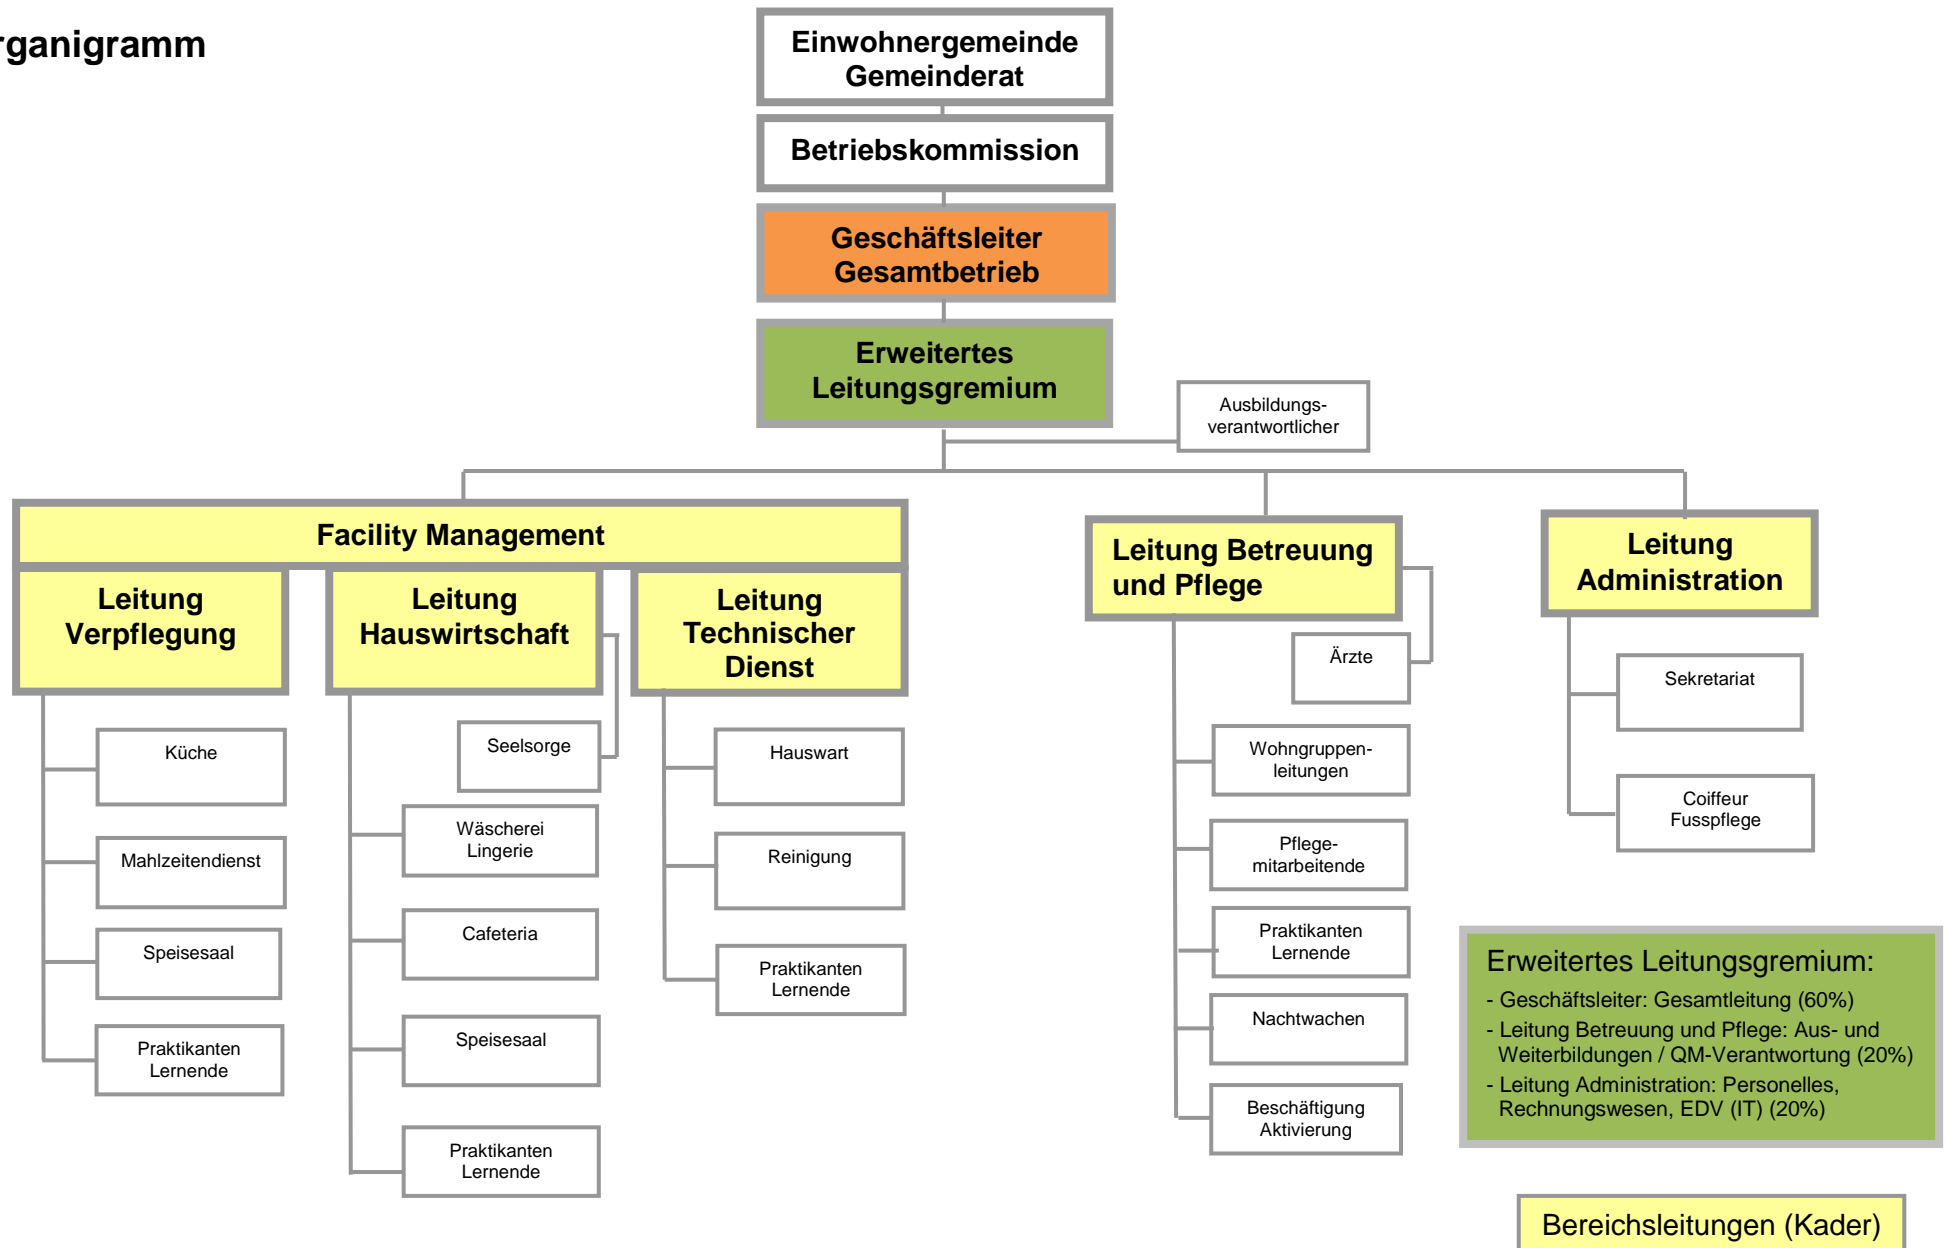 rganigramm
Einwohnergemeinde
Gemeinderat
Betriebskommission
Geschäftsleiter
Gesamtbetrieb
Erweitertes
Leitungsgremium
Ausbildungs-
verantwortlicher
Facility Management
Leitung
Verpflegung
Küche
Mahlzeitendienst
Speisesaal
Praktikanten
Lernende
Leitung
Hauswirtschaft
Seelsorge
Wäscherei
Lingerie
Cafeteria
Speisesaal
Praktikanten
Lernende
Leitung
Technischer
Dienst
Hauswart
Reinigung
Praktikanten
Lernende
Leitung Betreuung
und Pflege
Ärzte
Wohngruppen-
leitungen
Pflege-
mitarbeitende
Praktikanten
Lernende
Nachtwachen
Beschäftigung
Aktivierung
Leitung
Administration
Sekretariat
Coiffeur
Fusspflege
Erweitertes Leitungsgremium:
- Geschäftsleiter: Gesamtleitung (60%)
- Leitung Betreuung und Pflege: Aus- und
Weiterbildungen / QM-Verantwortung (20%)
- Leitung Administration: Personelles,
Rechnungswesen, EDV (IT) (20%)
Bereichsleitungen (Kader)